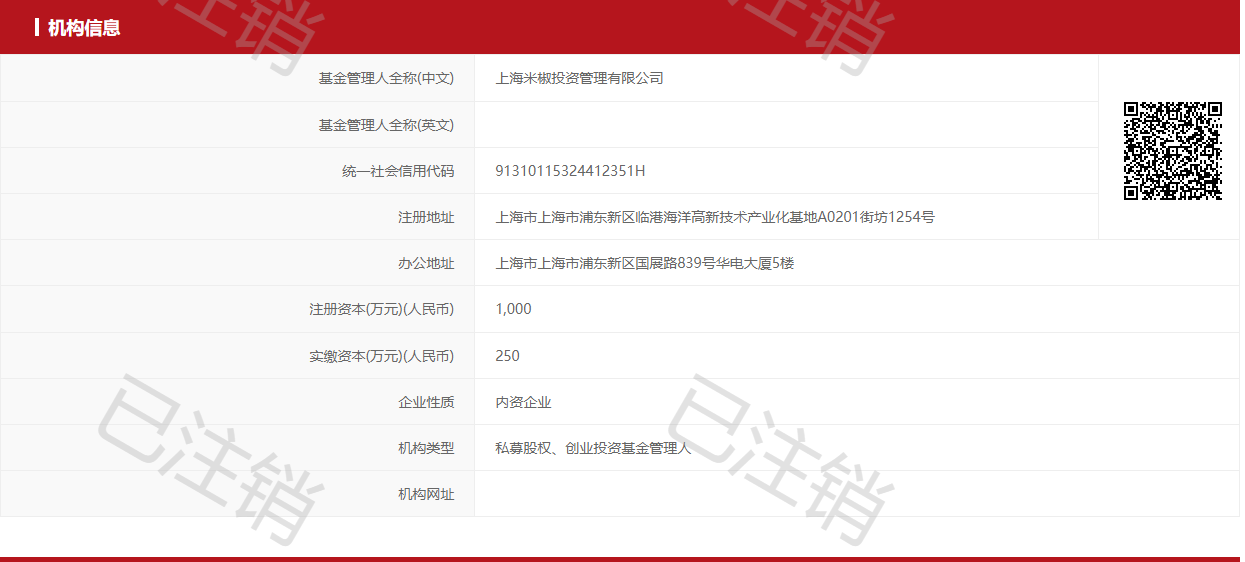 机构信息
基金管理人全称(中文) 上海米椒投资管理有限公司
基金管理人全称(英文)
统一社会信用代码 91310115324412351H
注册地址 上海市上海市浦东新区临港海洋高新技术产业化基地A0201街坊1254号
办公地址 上海市上海市浦东新区国展路839号华电大厦5楼
注册资本(万元)(人民币) 1,000
实缴资本(万元)(人民币) 250
企业性质 内资企业
机构类型 私募股权、创业投资基金管理人
机构网址
已注销
已注销
已注销
已注销